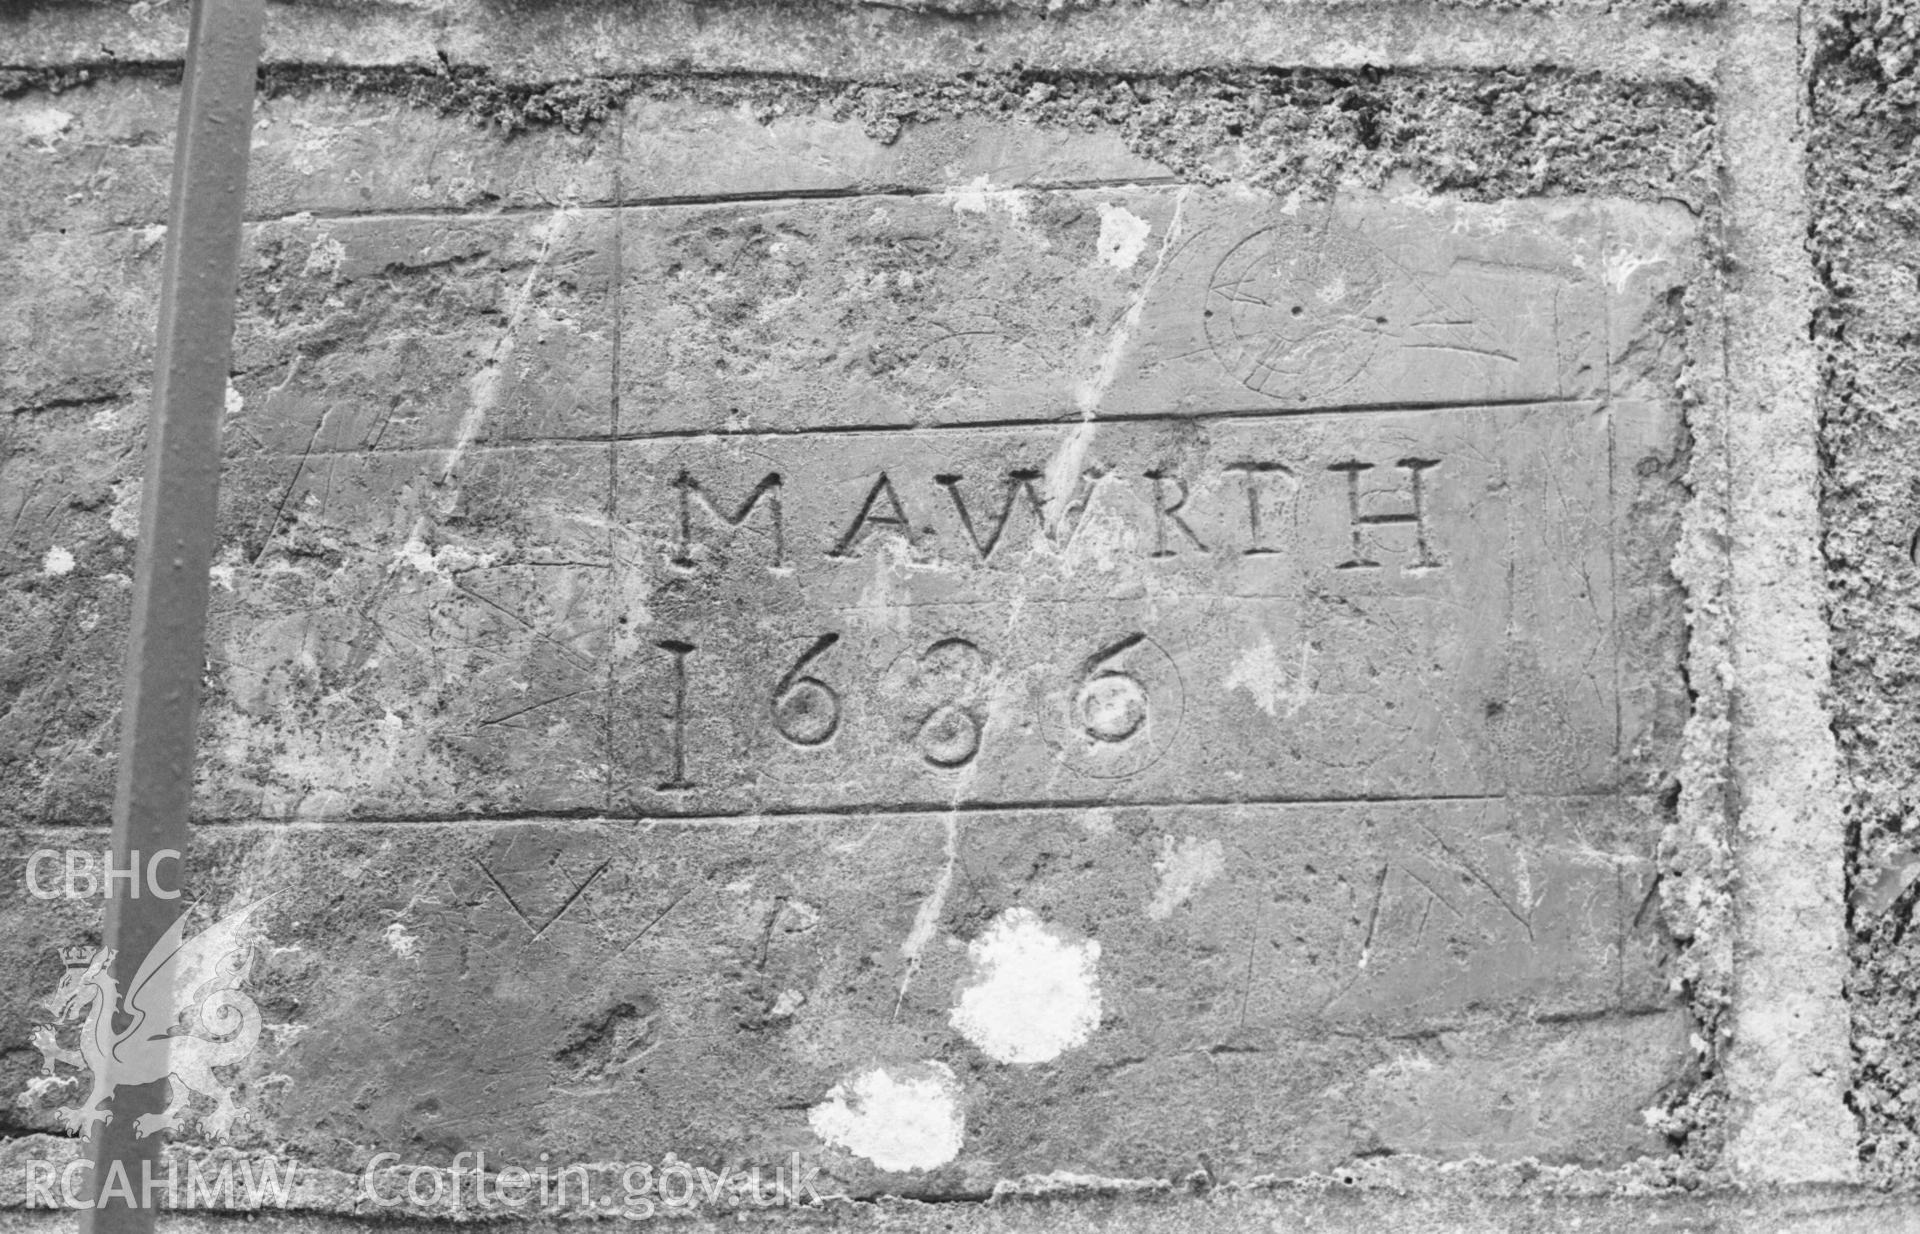 MAWRTH
1686
CBHC
RCAHMW Coflein.gov.uk